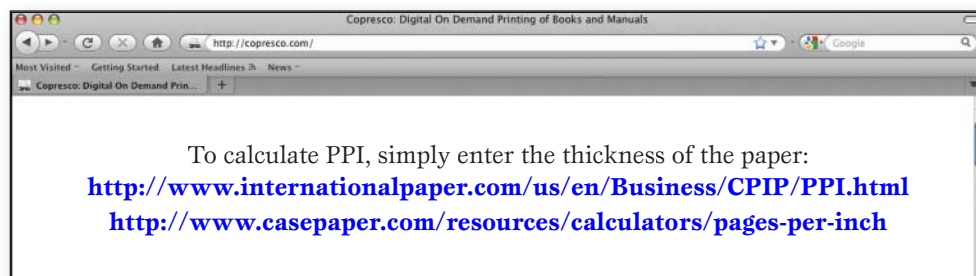 Copresco: Digital On Demand Printing of Books and Manuals
http://copresco.com/
Google
Most Visited Getting Started Latest Headlines News
Copresco: Digital On Demand Prin... +
To calculate PPI, simply enter the thickness of the paper:
http://www.internationalpaper.com/us/en/Business/CPIP/PPI.html
http://www.casepaper.com/resources/calculators/pages-per-inch